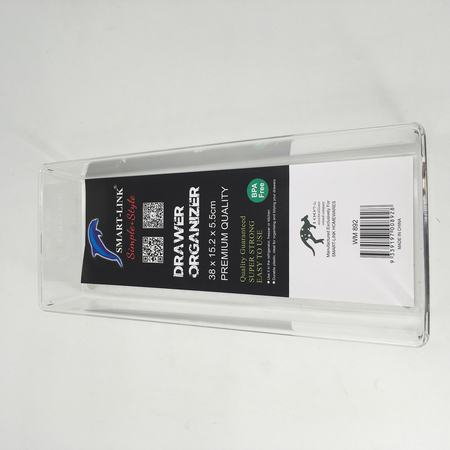 SMART-LINK®
Simple+Style
DRAWER
ORGANIZER
38 x 15.2 x 5.5cm
PREMIUM QUALITY
Quality Guaranteed
SUPER STRONG
EASY TO USE
BPA
Free
Manufactured Exclusively For:
SMART-LINK HOMEWARES
WM 892
MADE IN CHINA